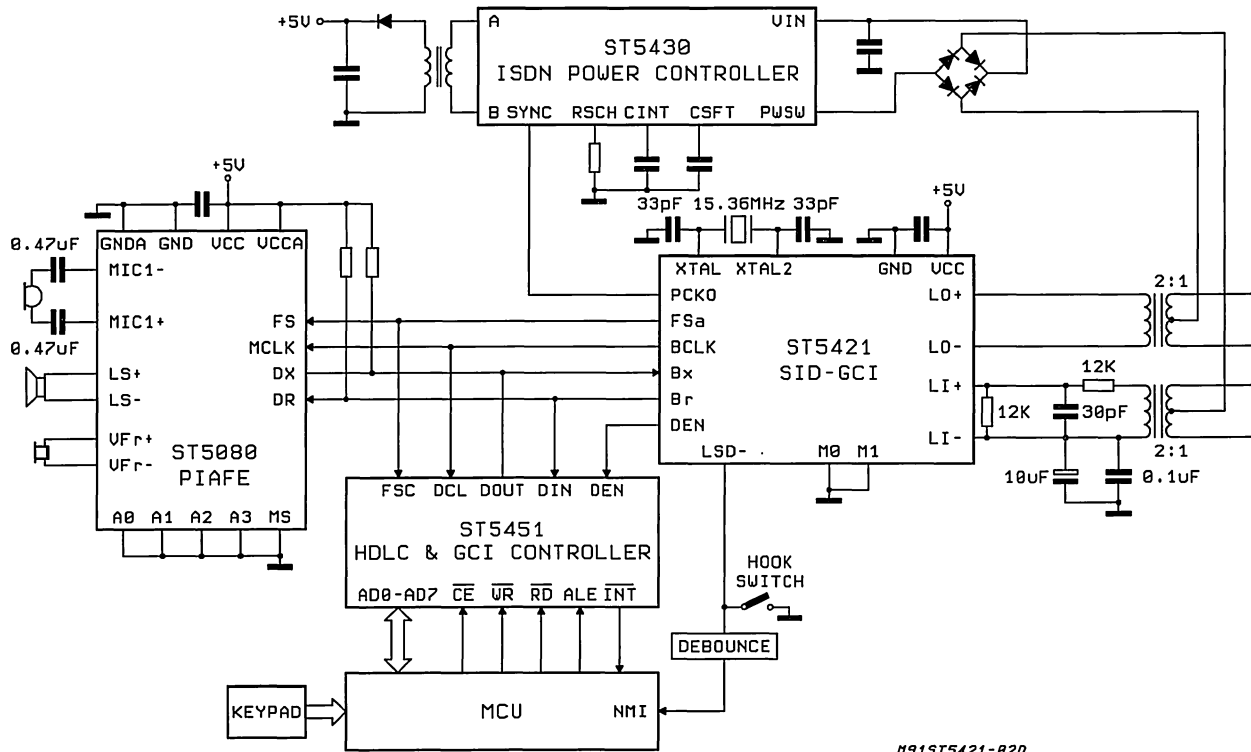 +5V
A
VIN
ST5430
ISDN POWER CONTROLLER
B SYNC RSCH CINT CSFT PWSW
+5V
+5V
33pF 15.36MHz 33pF
GNDA GND VCC VCCA
0.47uF
MIC1-
MIC1+
0.47uF
LS+
LS-
VFr+
VFr-
FS
MCLK
DX
DR
ST5080
PIAFE
A0 A1 A2 A3 MS
XTAL XTAL2 GND VCC
PCKO
FSa
BCLK
Bx
Br
DEN
LO+
LO-
LI+
LI-
ST5421
SID-GCI
LSD-
M0 M1
2:1
12K
12K
30pF
2:1
10uF
0.1uF
FSC DCL DOUT DIN DEN
ST5451
HDLC & GCI CONTROLLER
AD0-AD7 CE WR RD ALE INT
HOOK
SWITCH
DEBOUNCE
KEYPAD
MCU
NMI
M91ST5421-02D